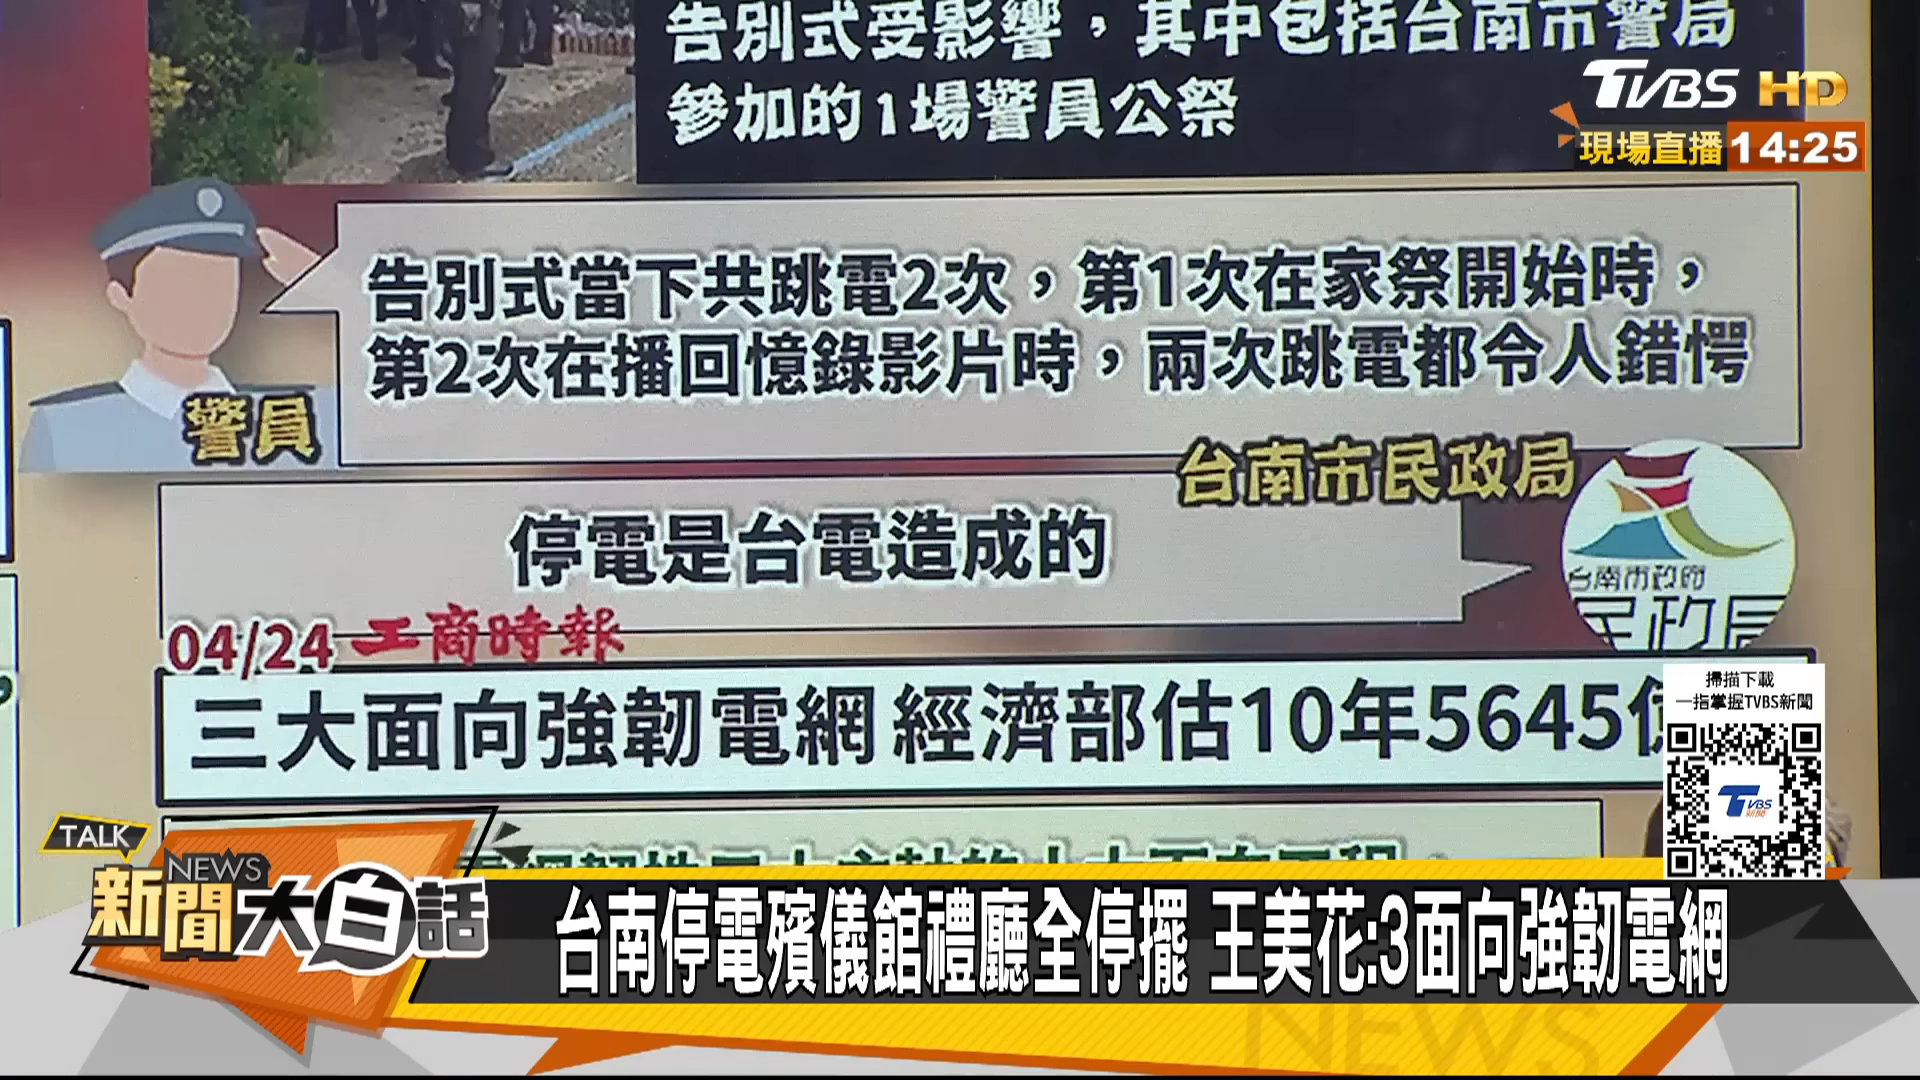 告別式受影響，其中包括台南市警局
參加的1場警員公祭
TVBS HD
現場直播 14:25
告別式當下共跳電2次，第1次在家祭開始時，
第2次在播回憶錄影片時，兩次跳電都令人錯愕
警員
台南市民政局
停電是台電造成的
台南市政府
民政局
04/24 工商時報
三大面向強韌電網 經濟部估10年5645億
掃描下載
一指掌握TVBS新聞
TVBS
新聞
TALK
NEWS
新聞大白話
台南停電殯儀館禮廳全停擺 王美花:3面向強韌電網
NEWS